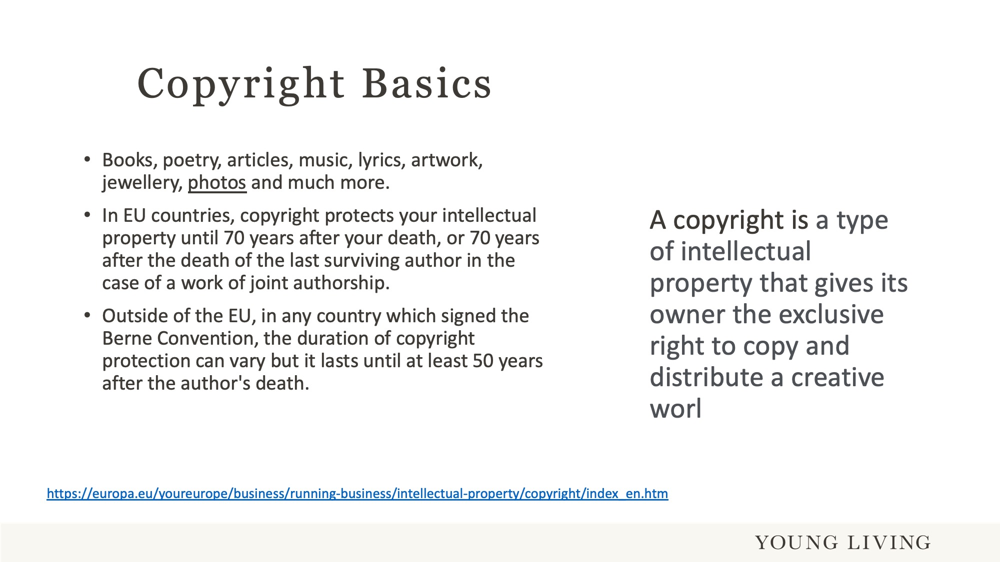 Copyright Basics
• Books, poetry, articles, music, lyrics, artwork,
jewellery, photos and much more.
• In EU countries, copyright protects your intellectual
property until 70 years after your death, or 70 years
after the death of the last surviving author in the
case of a work of joint authorship.
• Outside of the EU, in any country which signed the
Berne Convention, the duration of copyright
protection can vary but it lasts until at least 50 years
after the author's death.
A copyright is a type
of intellectual
property that gives its
owner the exclusive
right to copy and
distribute a creative
worl
https://europa.eu/youreurope/business/running-business/intellectual-property/copyright/index_en.htm
YOUNG LIVING